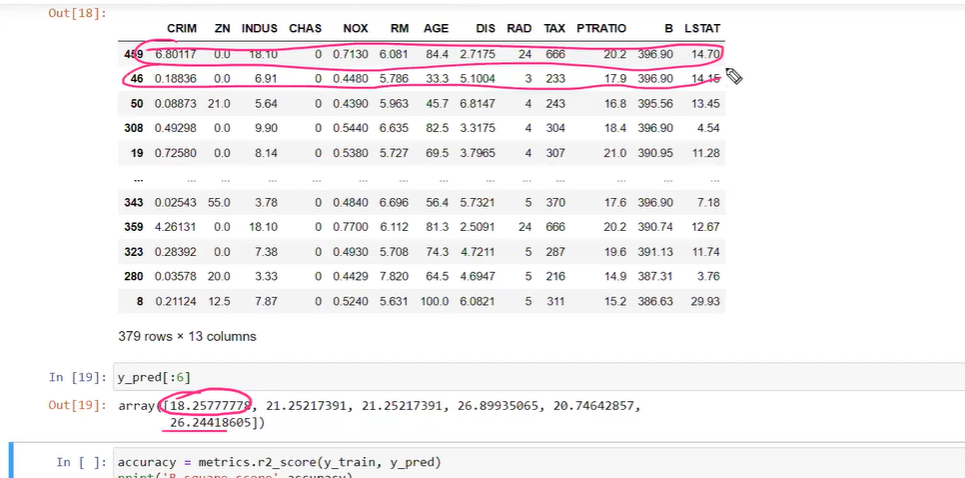 Out[18]:
CRIM ZN INDUS CHAS NOX RM AGE DIS RAD TAX PTRATIO B LSTAT
459 6.80117 0.0 18.10 0 0.7130 6.081 84.4 2.7175 24 666 20.2 396.90 14.70
46 0.18836 0.0 6.91 0 0.4480 5.786 33.3 5.1004 3 233 17.9 396.90 14.15
50 0.08873 21.0 5.64 0 0.4390 5.963 45.7 6.8147 4 243 16.8 395.56 13.45
308 0.49298 0.0 9.90 0 0.5440 6.635 82.5 3.3175 4 304 18.4 396.90 4.54
19 0.72580 0.0 8.14 0 0.5380 5.727 69.5 3.7965 4 307 21.0 390.95 11.28
... ... ... ... ... ... ... ... ... ... ... ... ... ...
343 0.02543 55.0 3.78 0 0.4840 6.696 56.4 5.7321 5 370 17.6 396.90 7.18
359 4.26131 0.0 18.10 0 0.7700 6.112 81.3 2.5091 24 666 20.2 390.74 12.67
323 0.28392 0.0 7.38 0 0.4930 5.708 74.3 4.7211 5 287 19.6 391.13 11.74
280 0.03578 20.0 3.33 0 0.4429 7.820 64.5 4.6947 5 216 14.9 387.31 3.76
8 0.21124 12.5 7.87 0 0.5240 5.631 100.0 6.0821 5 311 15.2 386.63 29.93
379 rows × 13 columns
In [19]: y_pred[:6]
Out[19]: array([18.25777778, 21.25217391, 21.25217391, 26.89935065, 20.74642857,
26.24418605])
In [ ]: accuracy = metrics.r2_score(y_train, y_pred)
print('R square score' accuracy)